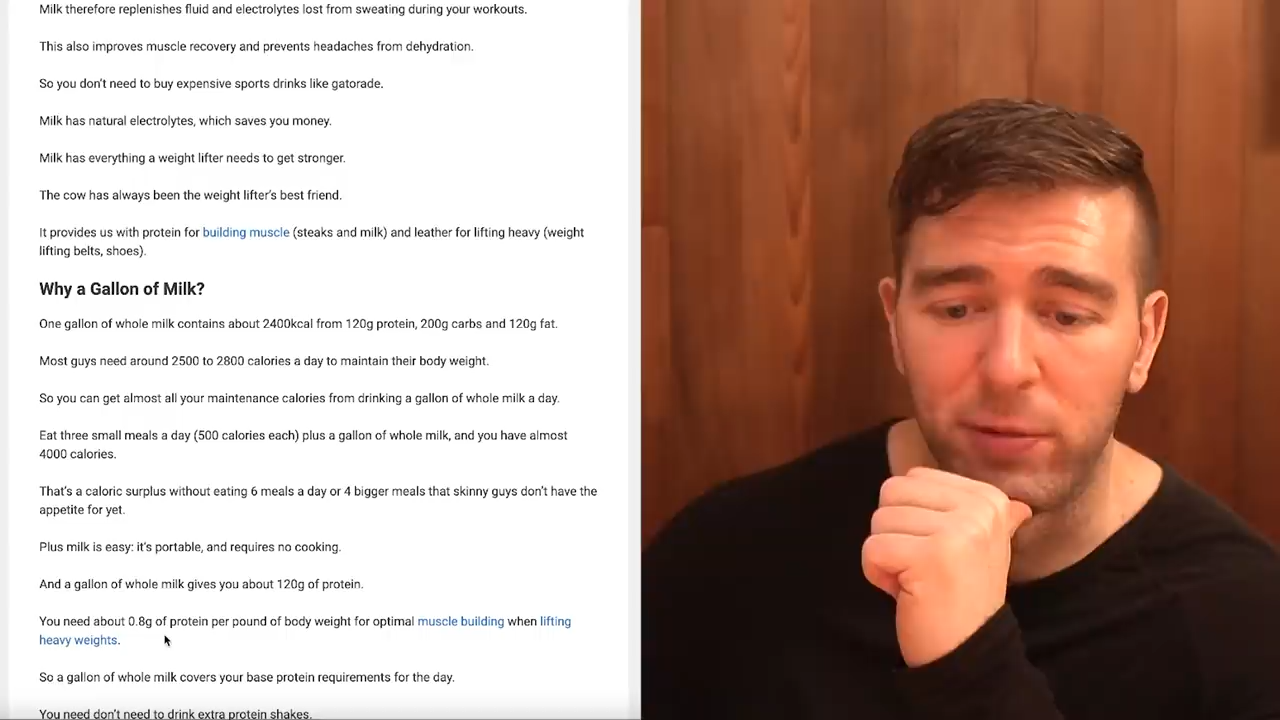 Milk therefore replenishes fluid and electrolytes lost from sweating during your workouts.
This also improves muscle recovery and prevents headaches from dehydration.
So you don't need to buy expensive sports drinks like gatorade.
Milk has natural electrolytes, which saves you money.
Milk has everything a weight lifter needs to get stronger.
The cow has always been the weight lifter's best friend.
It provides us with protein for building muscle (steaks and milk) and leather for lifting heavy (weight
lifting belts, shoes).
Why a Gallon of Milk?
One gallon of whole milk contains about 2400kcal from 120g protein, 200g carbs and 120g fat.
Most guys need around 2500 to 2800 calories a day to maintain their body weight.
So you can get almost all your maintenance calories from drinking a gallon of whole milk a day.
Eat three small meals a day (500 calories each) plus a gallon of whole milk, and you have almost
4000 calories.
That's a caloric surplus without eating 6 meals a day or 4 bigger meals that skinny guys don't have the
appetite for yet.
Plus milk is easy: it's portable, and requires no cooking.
And a gallon of whole milk gives you about 120g of protein.
You need about 0.8g of protein per pound of body weight for optimal muscle building when lifting
heavy weights.
So a gallon of whole milk covers your base protein requirements for the day.
You need don't need to drink extra protein shakes.